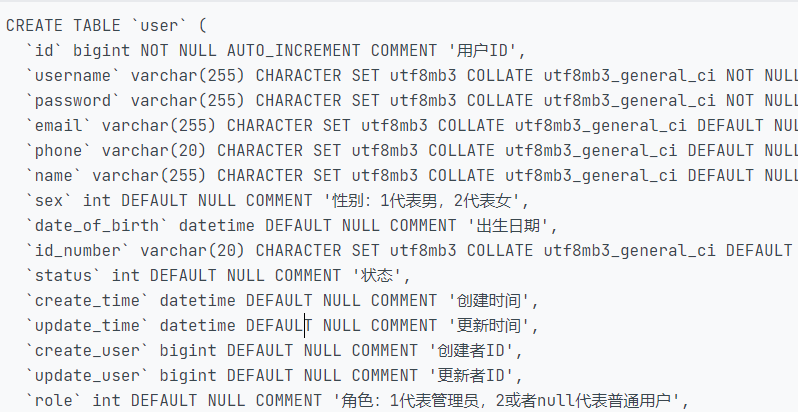 CREATE TABLE `user` (
`id` bigint NOT NULL AUTO_INCREMENT COMMENT '用户ID',
`username` varchar(255) CHARACTER SET utf8mb3 COLLATE utf8mb3_general_ci NOT NULL
`password` varchar(255) CHARACTER SET utf8mb3 COLLATE utf8mb3_general_ci NOT NULL
`email` varchar(255) CHARACTER SET utf8mb3 COLLATE utf8mb3_general_ci DEFAULT NUL
`phone` varchar(20) CHARACTER SET utf8mb3 COLLATE utf8mb3_general_ci DEFAULT NULL
`name` varchar(255) CHARACTER SET utf8mb3 COLLATE utf8mb3_general_ci DEFAULT NULL
`sex` int DEFAULT NULL COMMENT '性别：1代表男，2代表女',
`date_of_birth` datetime DEFAULT NULL COMMENT '出生日期',
`id_number` varchar(20) CHARACTER SET utf8mb3 COLLATE utf8mb3_general_ci DEFAULT
`status` int DEFAULT NULL COMMENT '状态',
`create_time` datetime DEFAULT NULL COMMENT '创建时间',
`update_time` datetime DEFAULT NULL COMMENT '更新时间',
`create_user` bigint DEFAULT NULL COMMENT '创建者ID',
`update_user` bigint DEFAULT NULL COMMENT '更新者ID',
`role` int DEFAULT NULL COMMENT '角色：1代表管理员，2或者null代表普通用户',